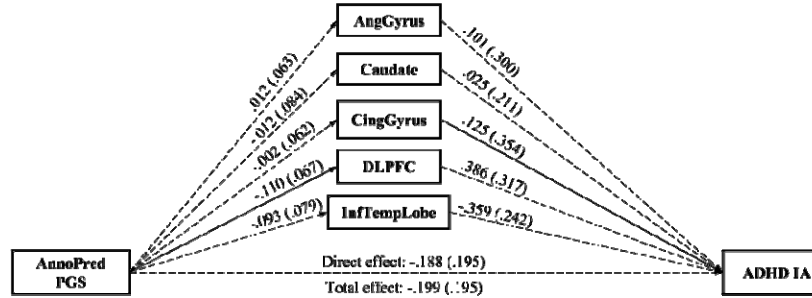 AngGyrus
.012 (.063)
.101 (.300)
Caudate
.012 (.084)
.025 (.211)
CingGyrus
-.002 (.062)
.125 (.354)
DLPFC
-.110 (.067)
.386 (.317)
InfTempLobe
-.093 (.079)
-.359 (.242)
AnnoPred
PGS
Direct effect: -.188 (.195)
Total effect: -.199 (.195)
ADHD IA